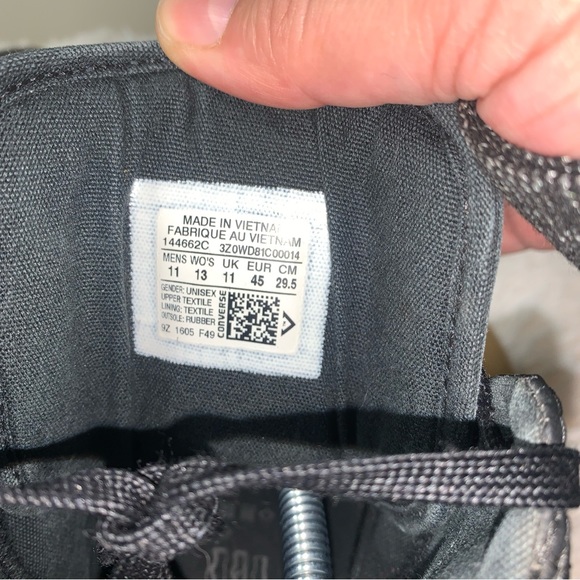 MADE IN VIETNA
FABRIQUE AU VIETNAM
144662C 3Z0WD81C00014
MENS WO'S UK EUR CM
11 13 11 45 29.5
GENDER: UNISEX
UPPER: TEXTILE
LINING: TEXTILE
OUTSOLE: RUBBER
9Z 1605 F49
CONVERSE